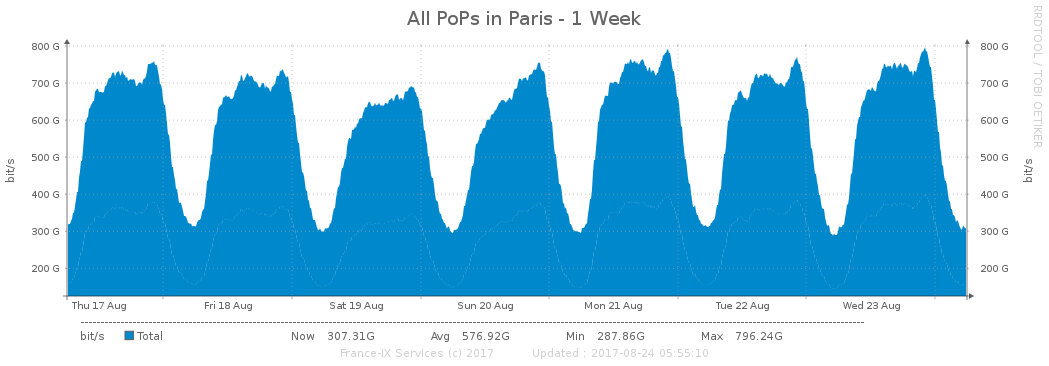 All PoPs in Paris - 1 Week
RRDTOOL / TOBI OETIKER
800 G 800 G
700 G 700 G
600 G 600 G
500 G 500 G
400 G 400 G
300 G 300 G
200 G 200 G
bit/s bit/s
Thu 17 Aug Fri 18 Aug Sat 19 Aug Sun 20 Aug Mon 21 Aug Tue 22 Aug Wed 23 Aug
bit/s Total Now 307.31G Avg 576.92G Min 287.86G Max 796.24G
France-IX Services (c) 2017 Updated : 2017-08-24 05:55:10